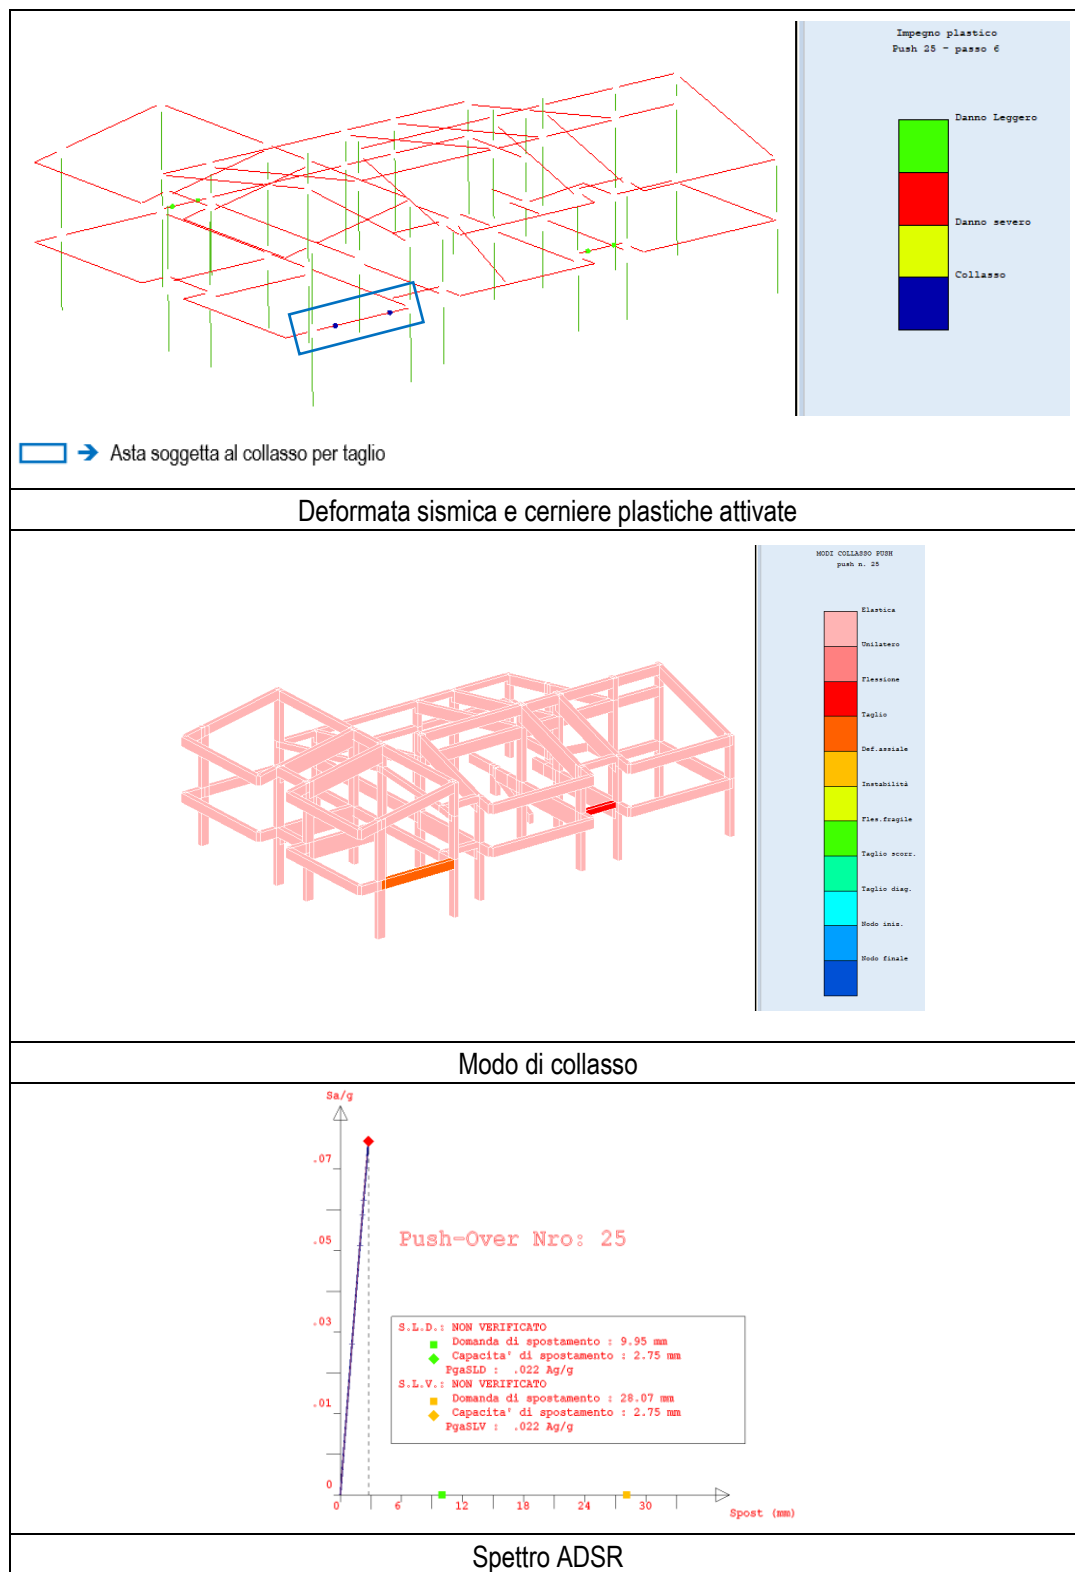 Impegno plastico
Push 25 - passo 6
Danno Leggero
Danno severo
Collasso
Asta soggetta al collasso per taglio
Deformata sismica e cerniere plastiche attivate
MODI COLLASSO PUSH
push n. 25
Elastica
Unilatero
Flessione
Taglio
Def.assiale
Instabilità
Fles.fragile
Taglio scorr.
Taglio diag.
Nodo iniz.
Nodo finale
Modo di collasso
Sa/g
.07
.05
.03
.01
0
Push-Over Nro: 25
S.L.D.: NON VERIFICATO
Domanda di spostamento : 9.95 mm
Capacita' di spostamento : 2.75 mm
PgaSLD : .022 Ag/g
S.L.V.: NON VERIFICATO
Domanda di spostamento : 28.07 mm
Capacita' di spostamento : 2.75 mm
PgaSLV : .022 Ag/g
0 6 12 18 24 30
Spost (mm)
Spettro ADSR